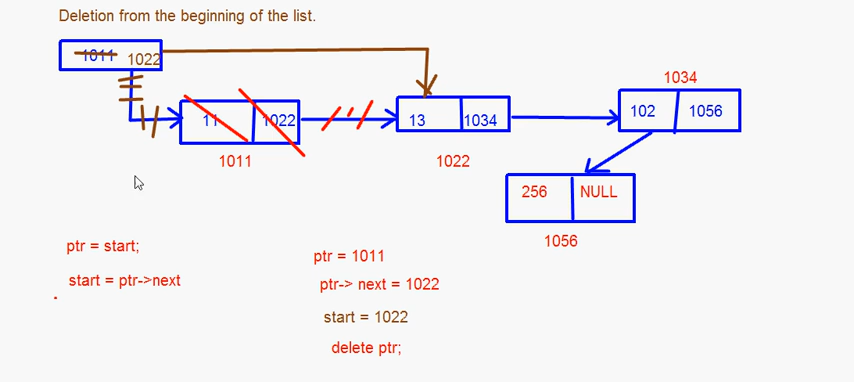 Deletion from the beginning of the list.
1011 1022
1034
102 1056
11 1022
13 1034
1011
1022
256 NULL
1056
ptr = start;
start = ptr->next
ptr = 1011
ptr-> next = 1022
start = 1022
delete ptr;